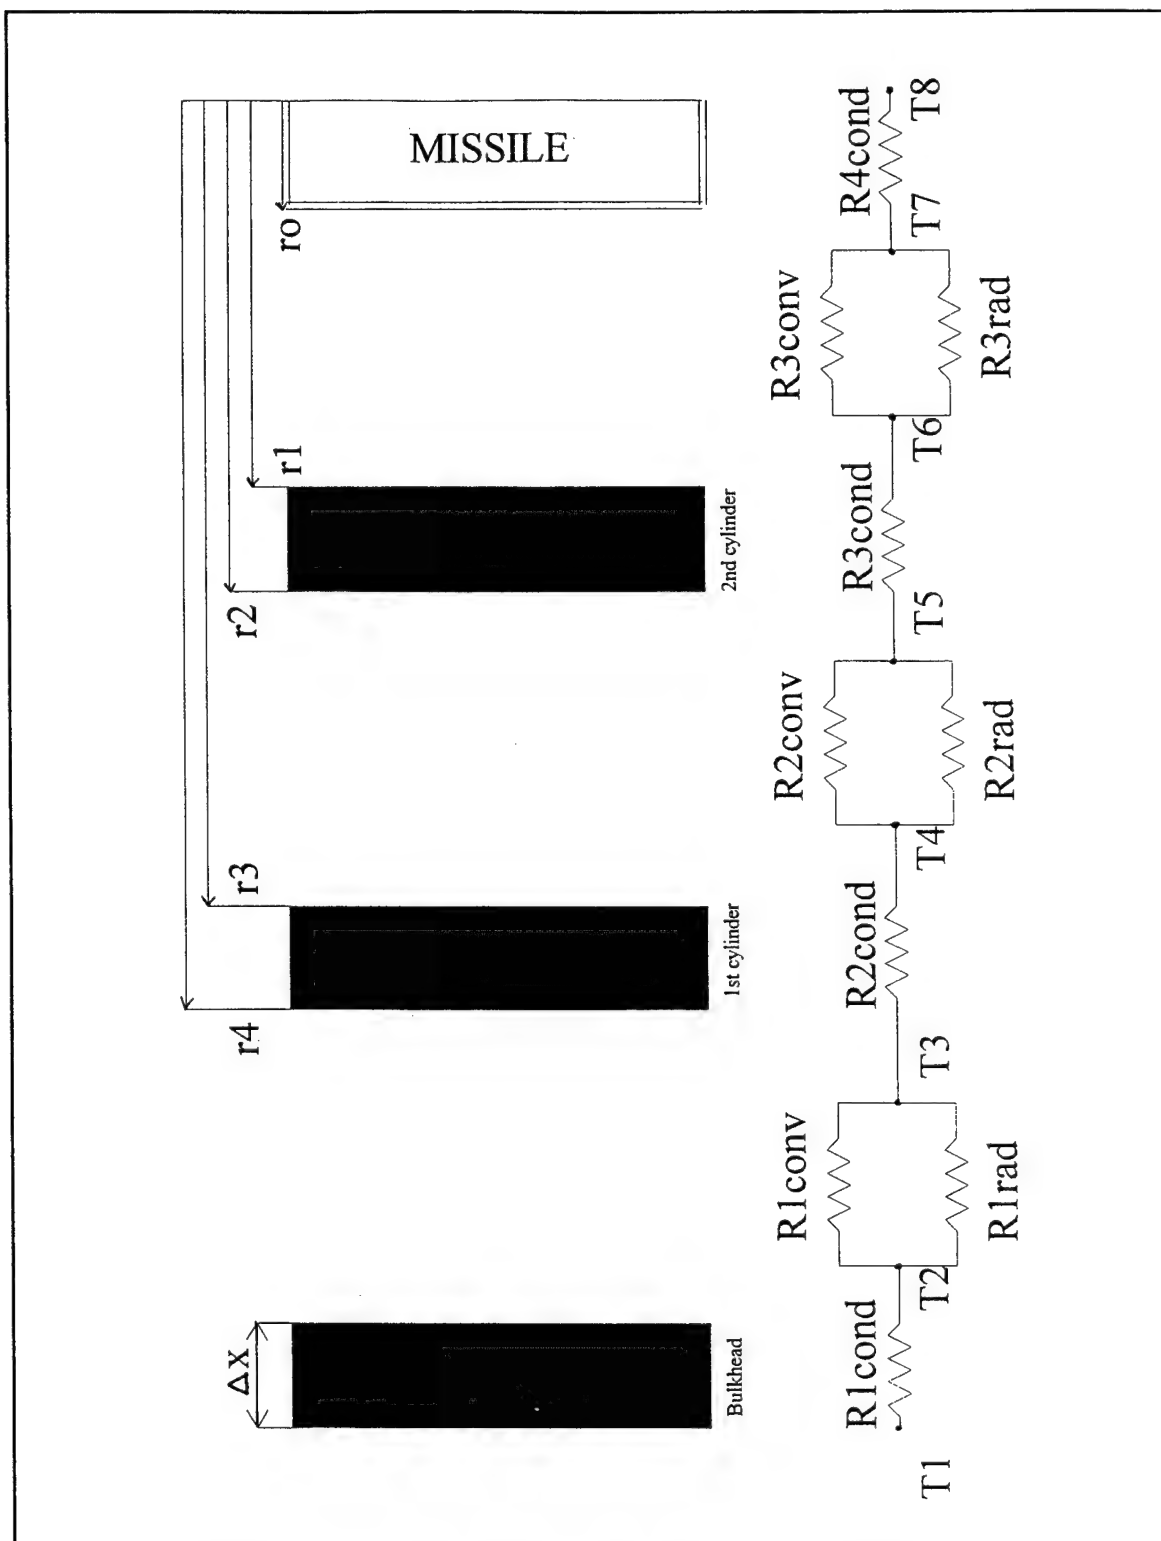 Δx
r4
r3
r2
r1
ro
MISSILE
Bulkhead
1st cylinder
2nd cylinder
R1conv
R2conv
R3conv
R1cond
R2cond
R3cond
R4cond
T1
T2
T3
T4
T5
T6
T7
T8
R1rad
R2rad
R3rad